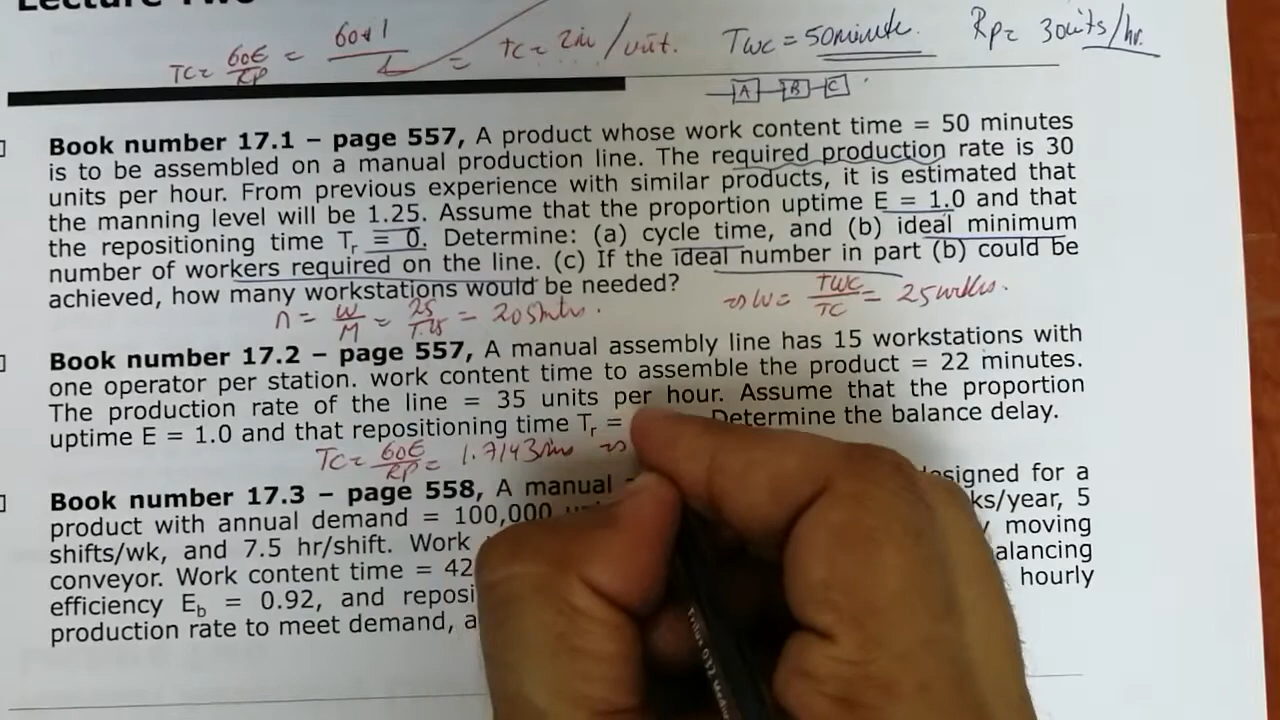 Lecture Two
TC = 60E/RP = 60*1/ = TC = 2min/unit. Twc = 50minute. Rp = 30uits/hr.
A B C
Book number 17.1 – page 557, A product whose work content time = 50 minutes
is to be assembled on a manual production line. The required production rate is 30
units per hour. From previous experience with similar products, it is estimated that
the manning level will be 1.25. Assume that the proportion uptime E = 1.0 and that
the repositioning time Tr = 0. Determine: (a) cycle time, and (b) ideal minimum
number of workers required on the line. (c) If the ideal number in part (b) could be
achieved, how many workstations would be needed?
n = W/M = 25/1.25 = 20 W = TWC/TC = 25
Book number 17.2 – page 557, A manual assembly line has 15 workstations with
one operator per station. work content time to assemble the product = 22 minutes.
The production rate of the line = 35 units per hour. Assume that the proportion
uptime E = 1.0 and that repositioning time Tr = Determine the balance delay.
TC = 60E/RP = 1.7143min
Book number 17.3 – page 558, A manual designed for a
product with annual demand = 100,000 ks/year, 5
shifts/wk, and 7.5 hr/shift. Work moving
conveyor. Work content time = 42 alancing
efficiency Eb = 0.92, and reposi hourly
production rate to meet demand, a